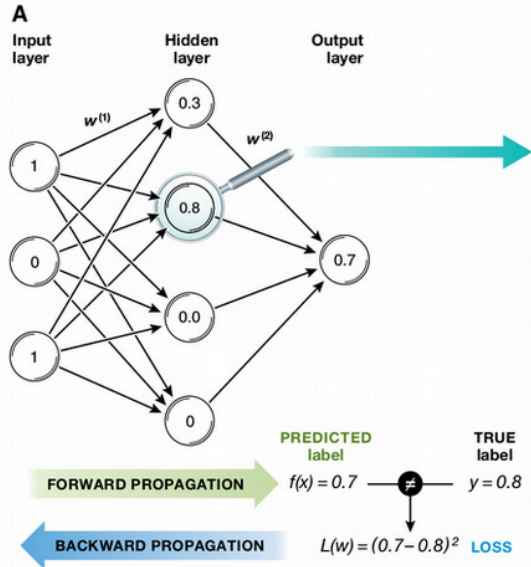 A
Input
layer
Hidden
layer
Output
layer
w(1)
w(2)
1
0
1
0.3
0.8
0.0
0
0.7
PREDICTED
label
TRUE
label
FORWARD PROPAGATION
f(x) = 0.7
≠
y = 0.8
BACKWARD PROPAGATION
L(w) = (0.7 – 0.8)²
LOSS